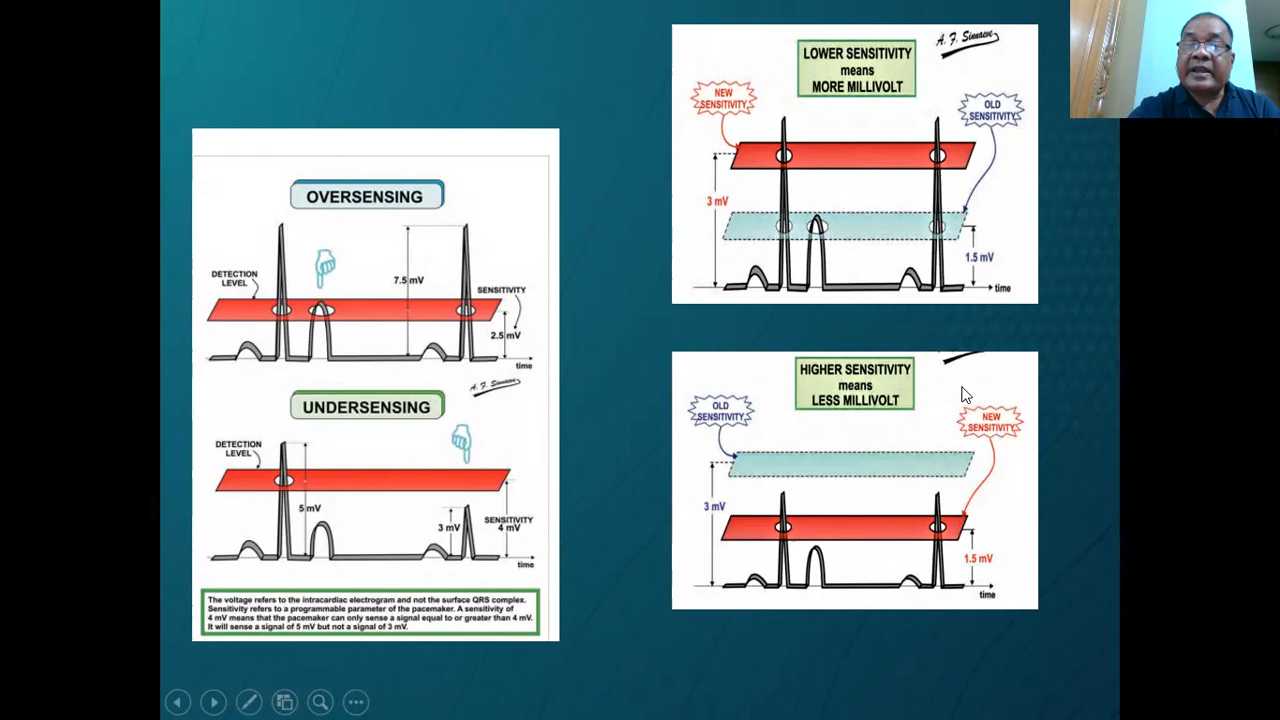 OVERSENSING
DETECTION
LEVEL
7.5 mV
SENSITIVITY
2.5 mV
time
A. F. Sinnaeve
UNDERSENSING
DETECTION
LEVEL
5 mV
3 mV
SENSITIVITY
4 mV
time
The voltage refers to the intracardiac electrogram and not the surface QRS complex.
Sensitivity refers to a programmable parameter of the pacemaker. A sensitivity of
4 mV means that the pacemaker can only sense a signal equal to or greater than 4 mV.
It will sense a signal of 5 mV but not a signal of 3 mV.
A. F. Sinnaeve
LOWER SENSITIVITY
means
MORE MILLIVOLT
NEW
SENSITIVITY
OLD
SENSITIVITY
3 mV
1.5 mV
time
HIGHER SENSITIVITY
means
LESS MILLIVOLT
OLD
SENSITIVITY
NEW
SENSITIVITY
3 mV
1.5 mV
time